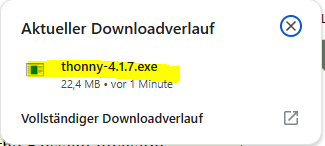 Aktueller Downloadverlauf
thonny-4.1.7.exe
22,4 MB • vor 1 Minute
Vollständiger Downloadverlauf